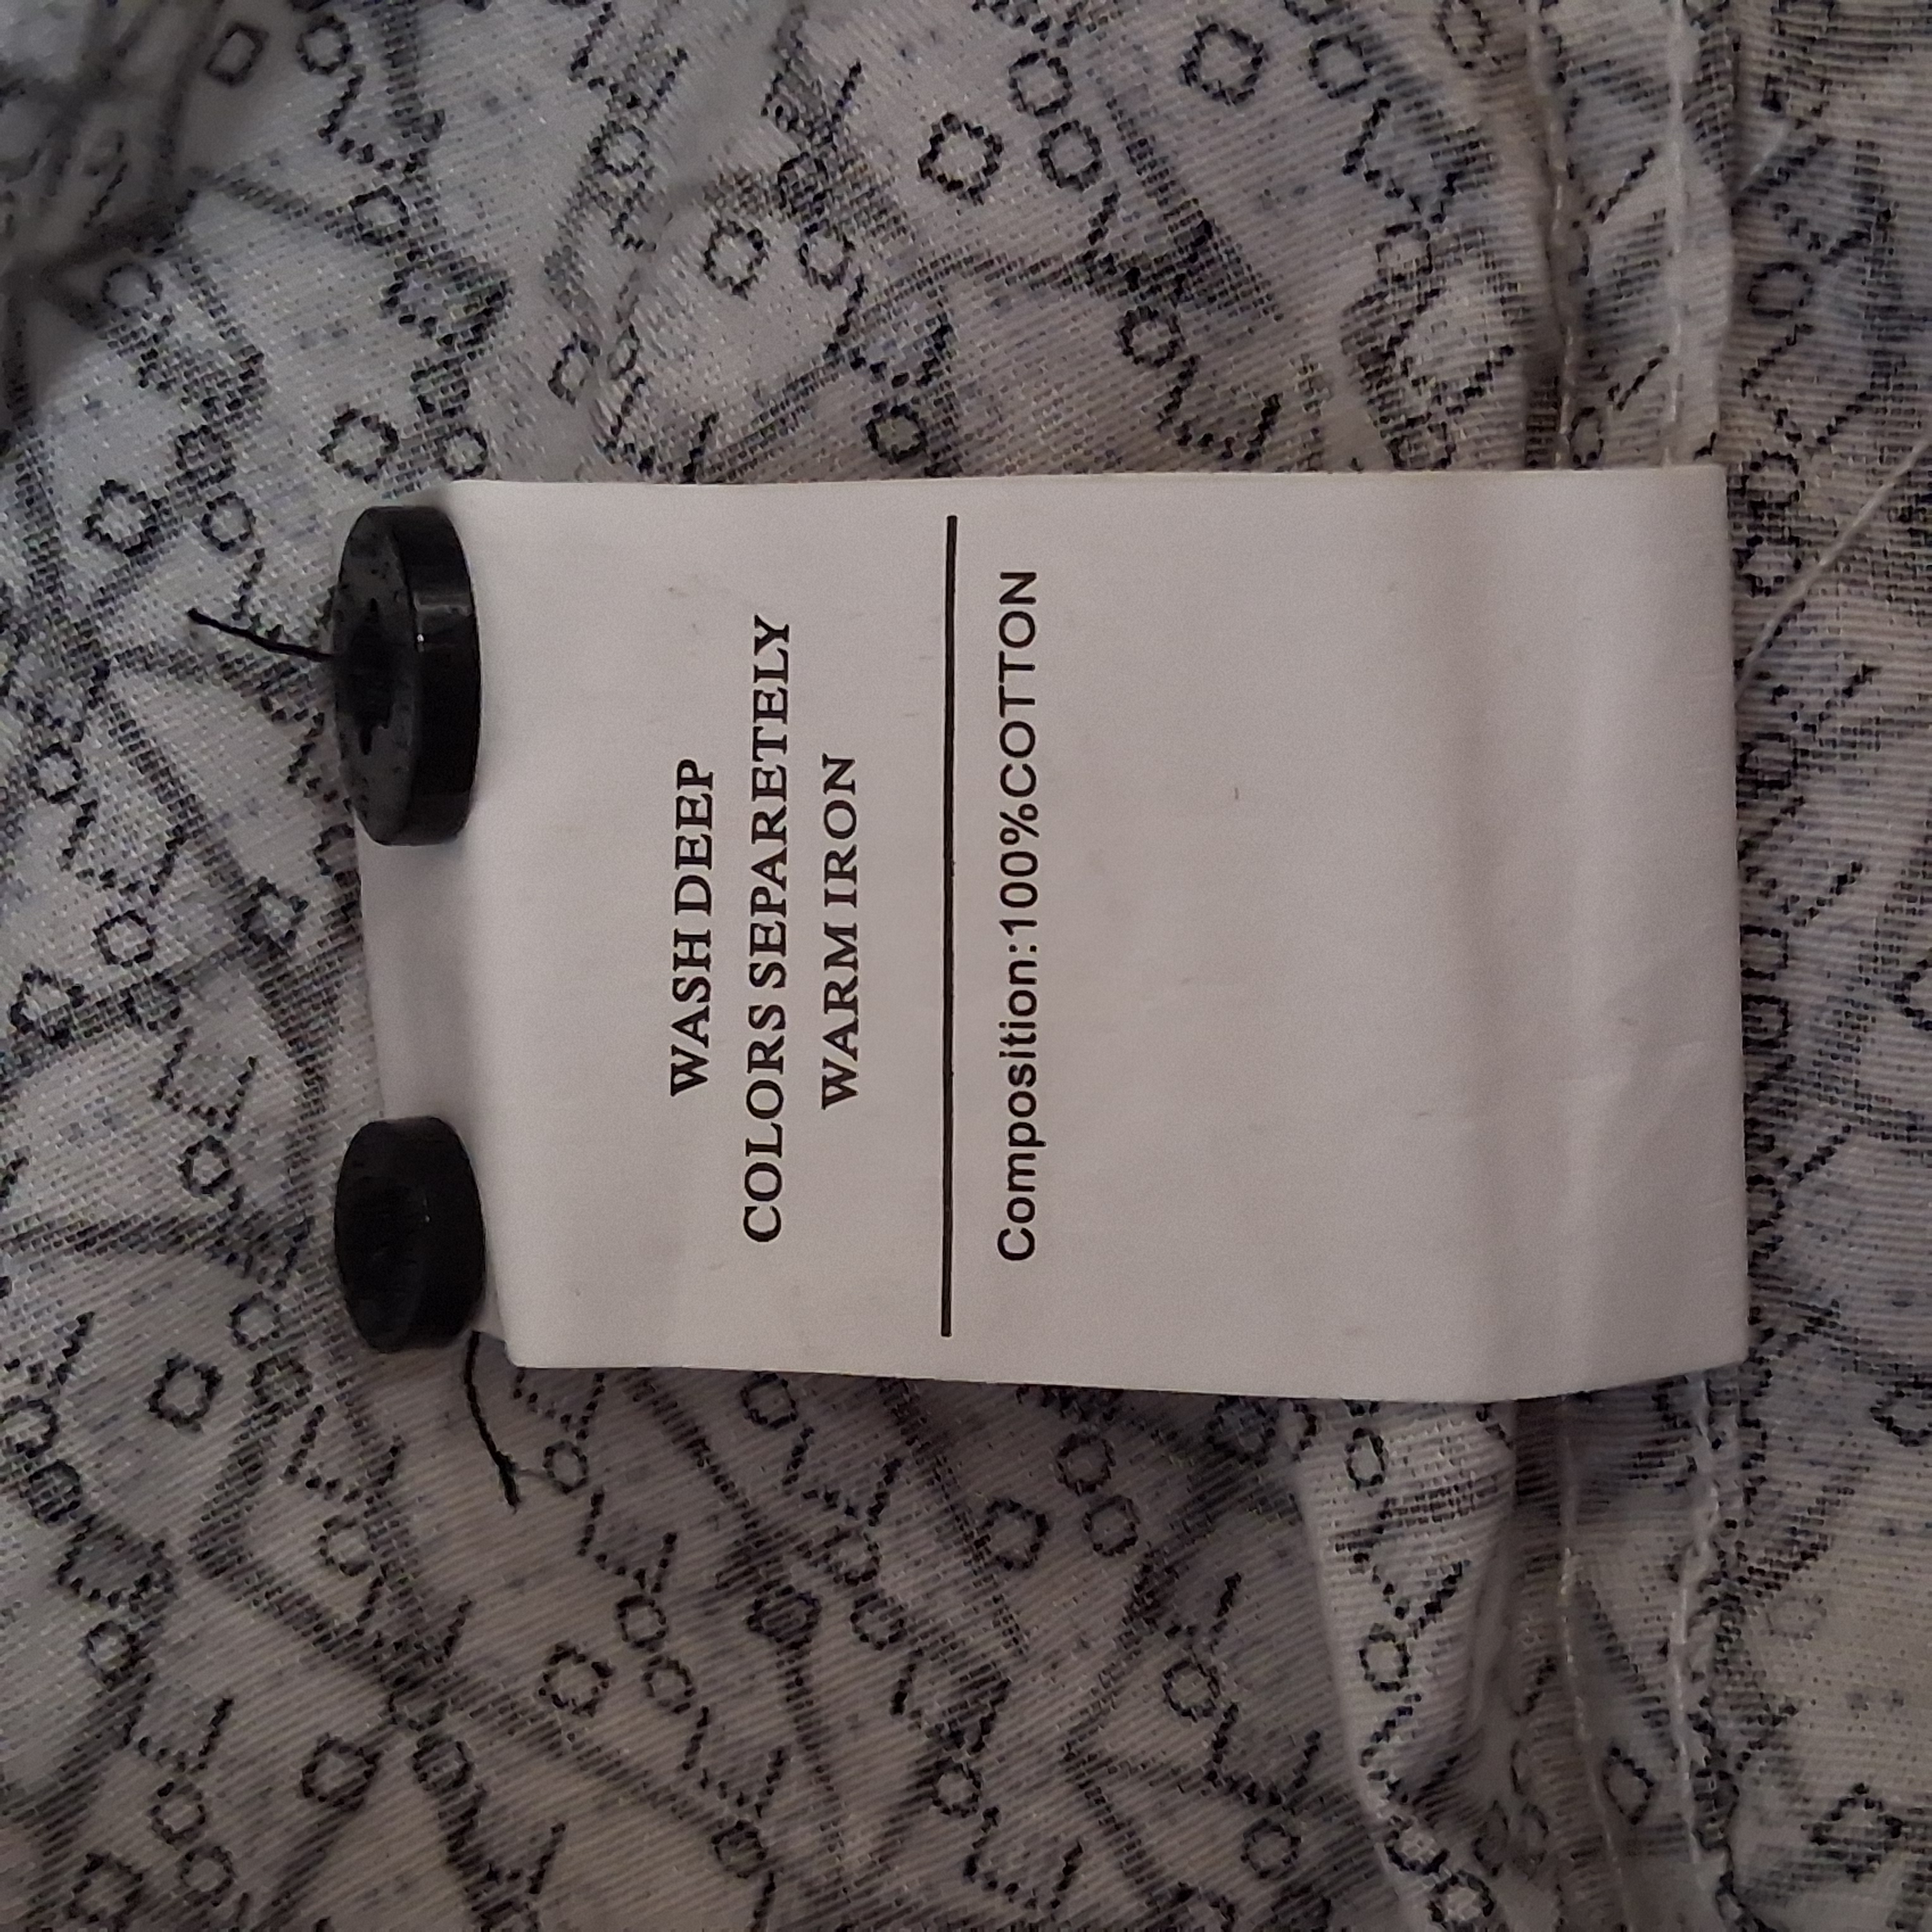 WASH DEEP
COLORS SEPARETELY
WARM IRON
Composition:100%COTTON